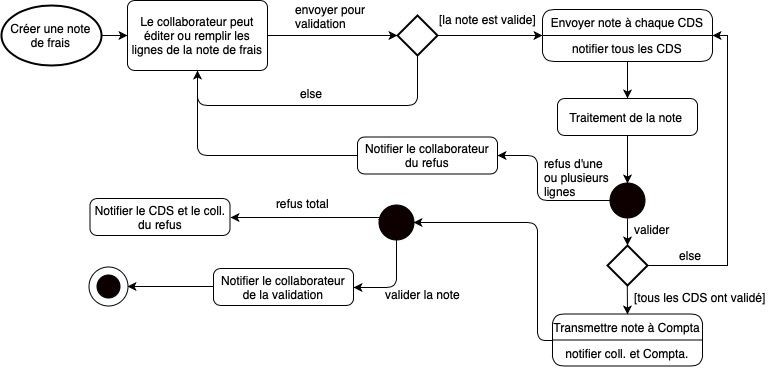 Créer une note
de frais
Le collaborateur peut
éditer ou remplir les
lignes de la note de frais
envoyer pour
validation
[la note est valide]
Envoyer note à chaque CDS
notifier tous les CDS
else
Traitement de la note
Notifier le collaborateur
du refus
refus d'une
ou plusieurs
lignes
Notifier le CDS et le coll.
du refus
refus total
valider
else
Notifier le collaborateur
de la validation
valider la note
[tous les CDS ont validé]
Transmettre note à Compta
notifier coll. et Compta.